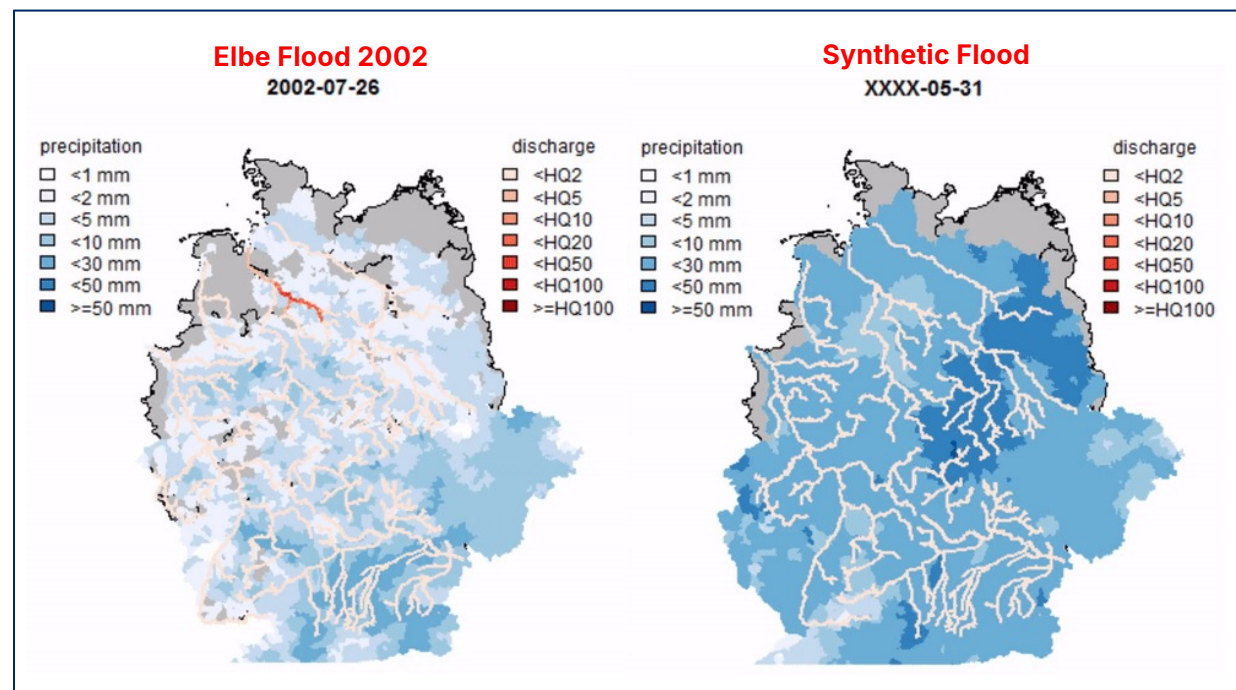 Elbe Flood 2002
2002-07-26
precipitation
<1 mm
<2 mm
<5 mm
<10 mm
<30 mm
<50 mm
>=50 mm
discharge
<HQ2
<HQ5
<HQ10
<HQ20
<HQ50
<HQ100
>=HQ100
Synthetic Flood
XXXX-05-31
precipitation
<1 mm
<2 mm
<5 mm
<10 mm
<30 mm
<50 mm
>=50 mm
discharge
<HQ2
<HQ5
<HQ10
<HQ20
<HQ50
<HQ100
>=HQ100